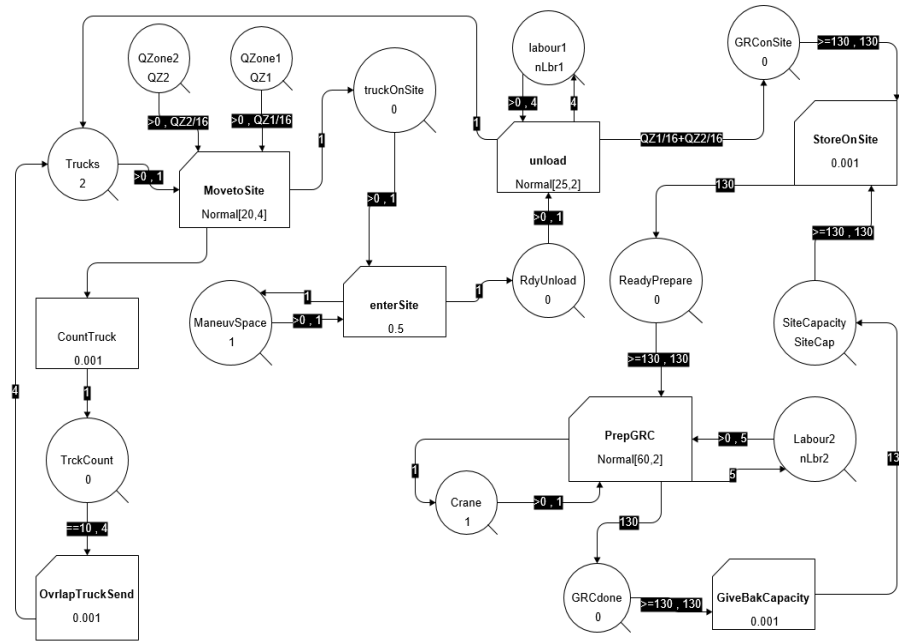 QZone2
QZ2
QZone1
QZ1
truckOnSite
0
labour1
nLbr1
GRConSite
0
>=130 , 130
>0 , QZ2/16
>0 , QZ1/16
>0 , 4
4
1
1
QZ1/16+QZ2/16
Trucks
2
>0 , 1
MovetoSite
Normal[20,4]
unload
Normal[25,2]
StoreOnSite
0.001
130
>0 , 1
>0 , 1
>=130 , 130
ManeuvSpace
1
1
>0 , 1
enterSite
0.5
1
RdyUnload
0
ReadyPrepare
0
SiteCapacity
SiteCap
CountTruck
0.001
>=130 , 130
4
1
TrckCount
0
PrepGRC
Normal[60,2]
>0 , 5
5
Labour2
nLbr2
13
1
Crane
1
>0 , 1
130
==10 , 4
OvrlapTruckSend
0.001
GRCdone
0
>=130 , 130
GiveBakCapacity
0.001